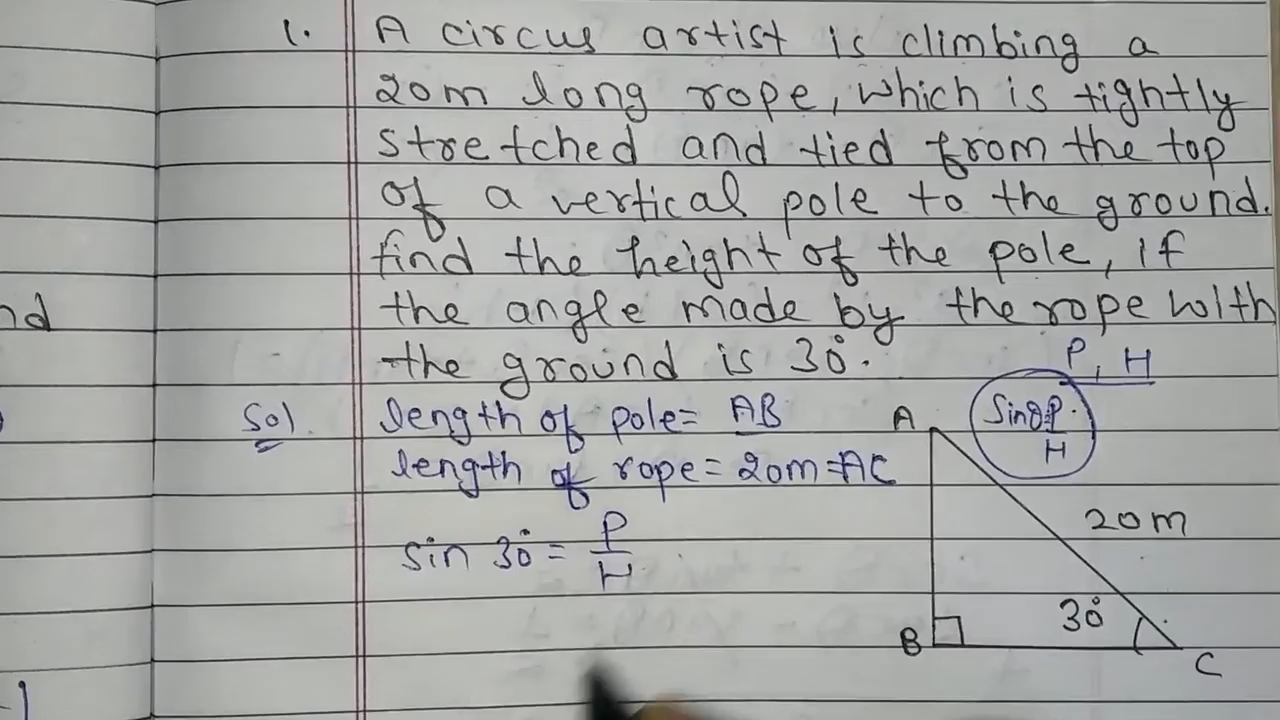 1. A circus artist is climbing a
20m long rope, which is tightly
stretched and tied from the top
of a vertical pole to the ground.
find the height of the pole, if
nd the angle made by the rope with
the ground is 30°.
P, H
Sol. length of pole = AB
A
Sinθ = P/H
length of rope = 20m = AC
20m
sin 30° = P/H
30°
B
C